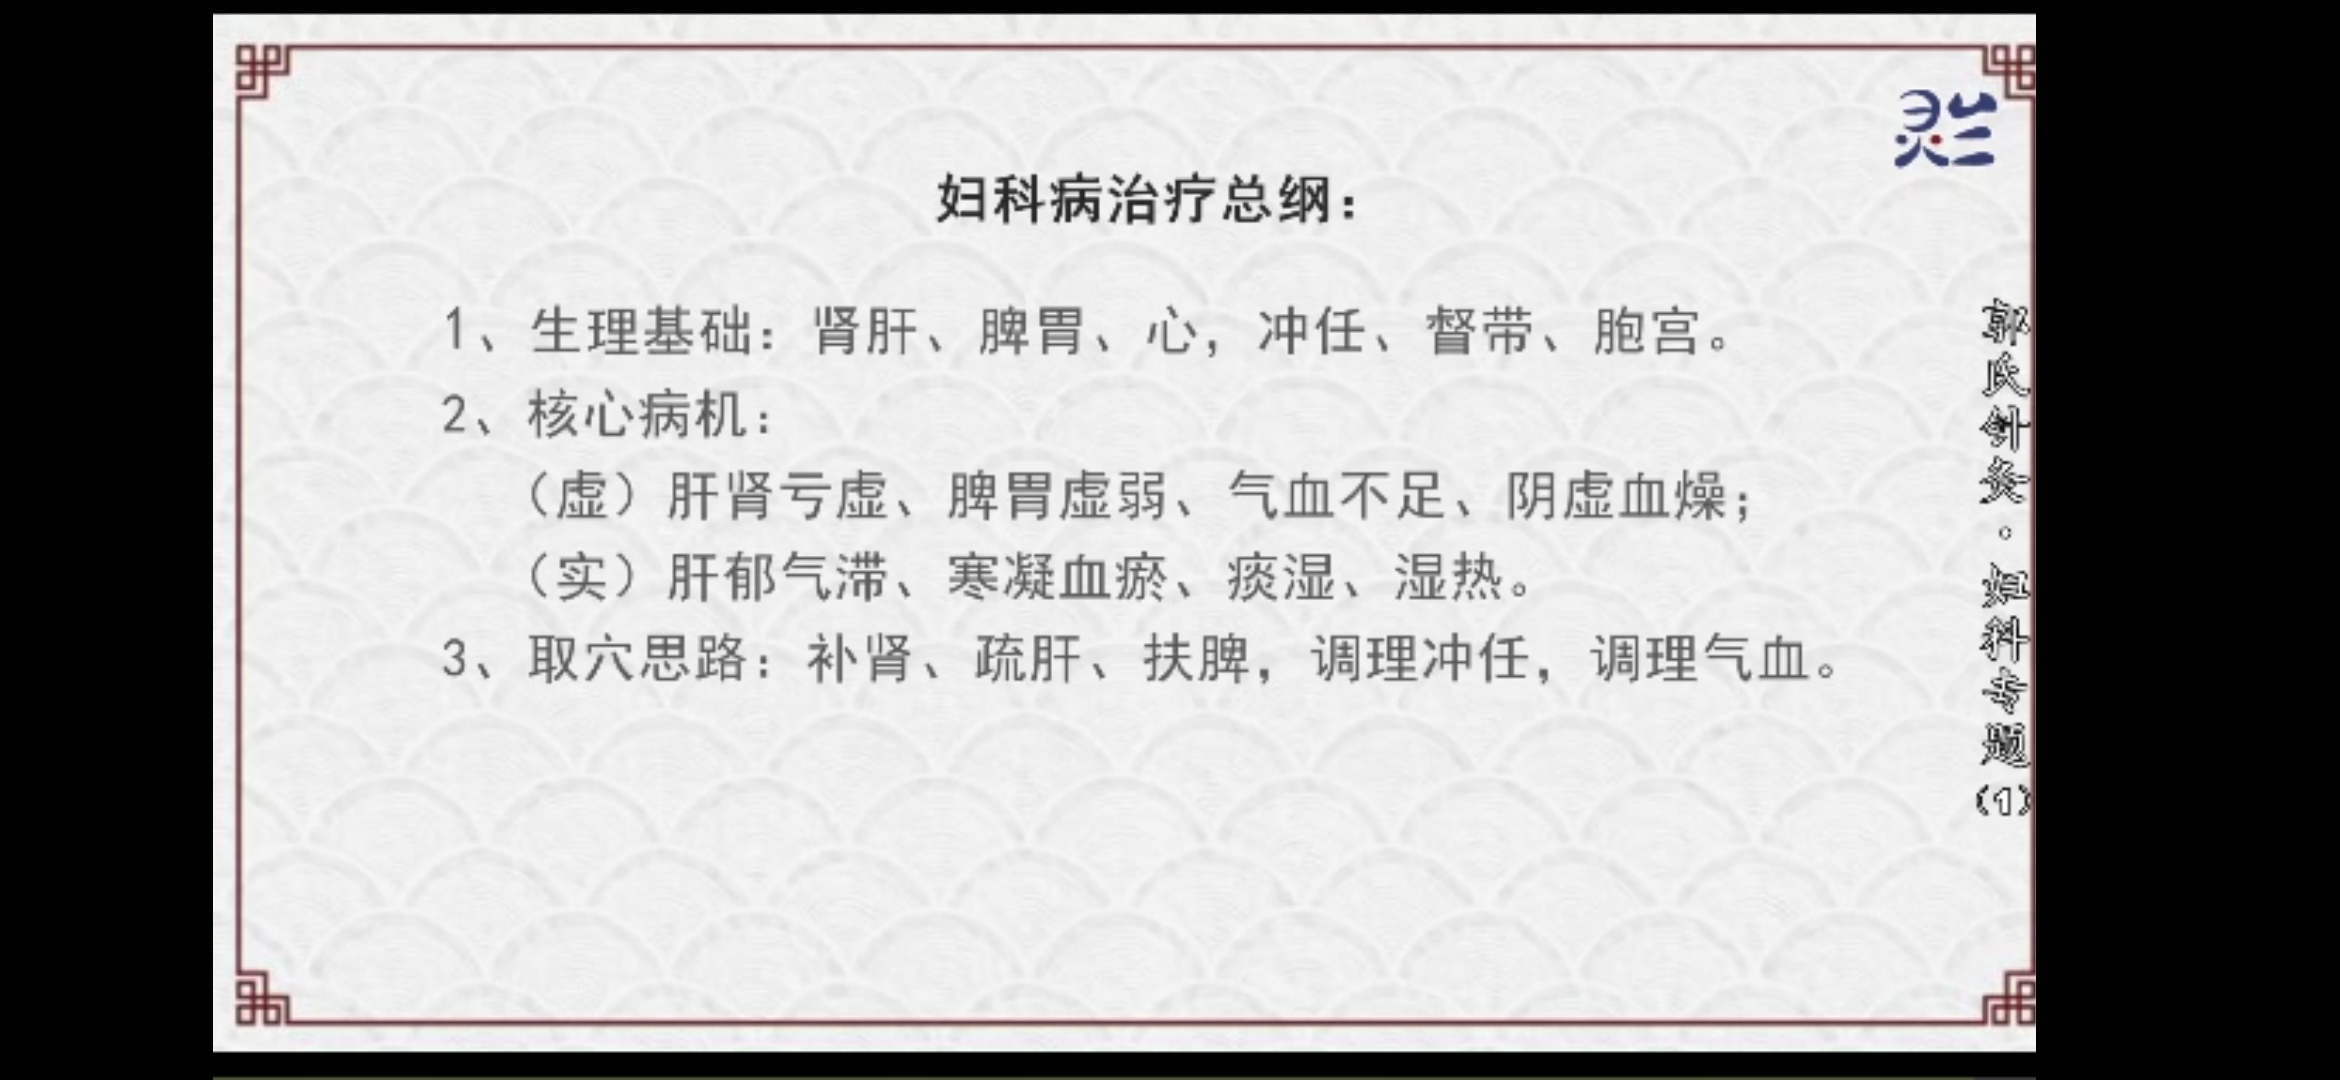 灵兰
妇科病治疗总纲：
1、生理基础：肾肝、脾胃、心，冲任、督带、胞宫。
2、核心病机：
（虚）肝肾亏虚、脾胃虚弱、气血不足、阴虚血燥；
（实）肝郁气滞、寒凝血瘀、痰湿、湿热。
3、取穴思路：补肾、疏肝、扶脾，调理冲任，调理气血。
郭氏针灸·妇科专题(1)